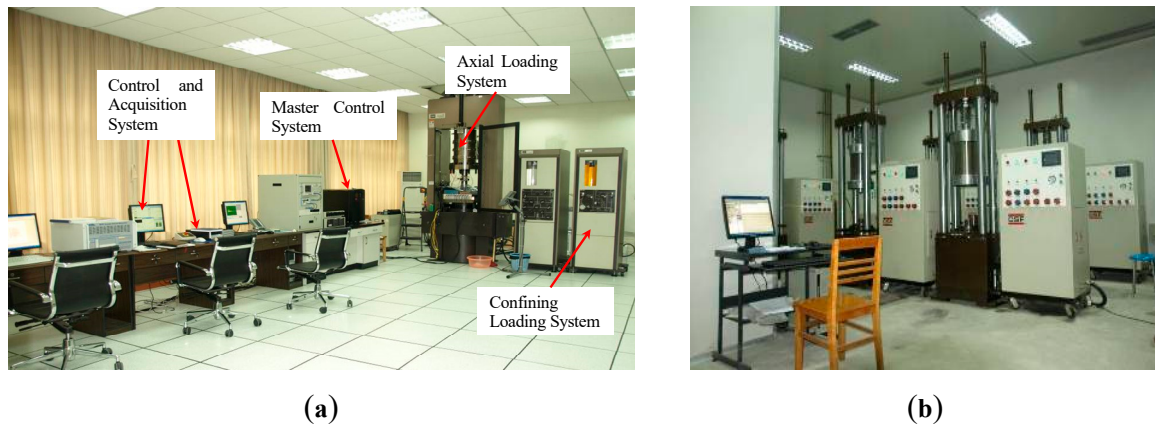 Axial Loading
System
Control and
Acquisition
System
Master Control
System
Confining
Loading System
(a)
(b)